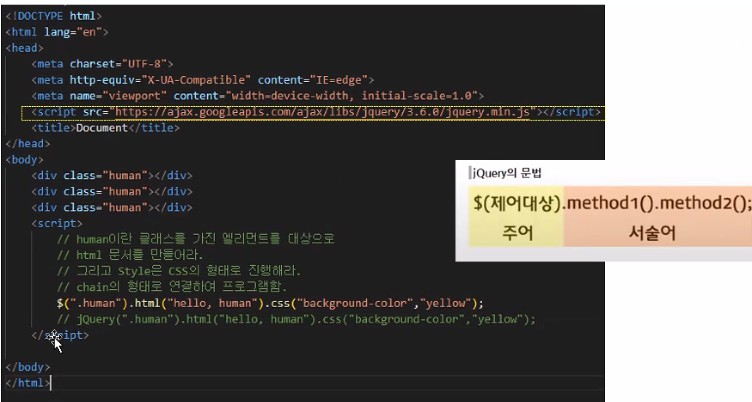 <!DOCTYPE html>
<html lang="en">
<head>
    <meta charset="UTF-8">
    <meta http-equiv="X-UA-Compatible" content="IE=edge">
    <meta name="viewport" content="width=device-width, initial-scale=1.0">
    <script src="https://ajax.googleapis.com/ajax/libs/jquery/3.6.0/jquery.min.js"></script>
    <title>Document</title>
</head>
<body>
    <div class="human"></div>
    <div class="human"></div>
    <div class="human"></div>
    <script>
        // human이란 클래스를 가진 엘리먼트를 대상으로
        // html 문서를 만들어라.
        // 그리고 Style은 CSS의 형태로 진행해라.
        // chain의 형태로 연결하여 프로그램함.
        $(".human").html("hello, human").css("background-color","yellow");
        // jQuery(".human").html("hello, human").css("background-color","yellow");
    </script>
</body>
</html>
jQuery의 문법
$(제어대상).method1().method2();
주어 서술어